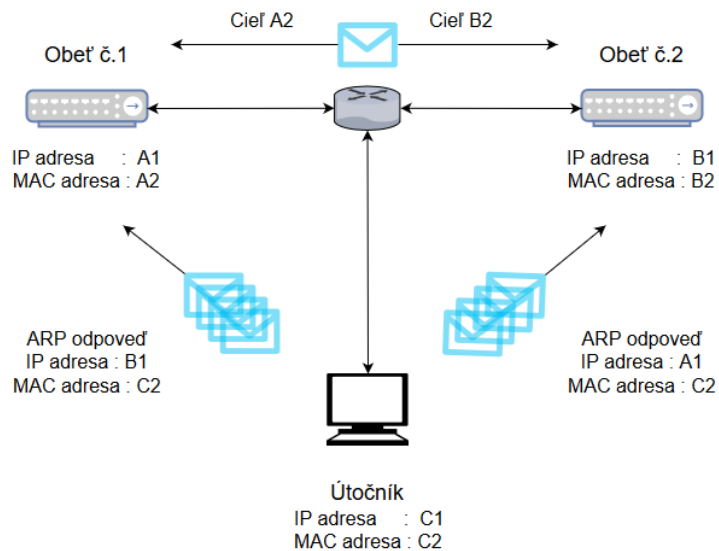 Cieľ A2
Cieľ B2
Obeť č.1
Obeť č.2
IP adresa : A1
MAC adresa : A2
IP adresa : B1
MAC adresa : B2
ARP odpoveď
IP adresa : B1
MAC adresa : C2
ARP odpoveď
IP adresa : A1
MAC adresa : C2
Útočník
IP adresa : C1
MAC adresa : C2